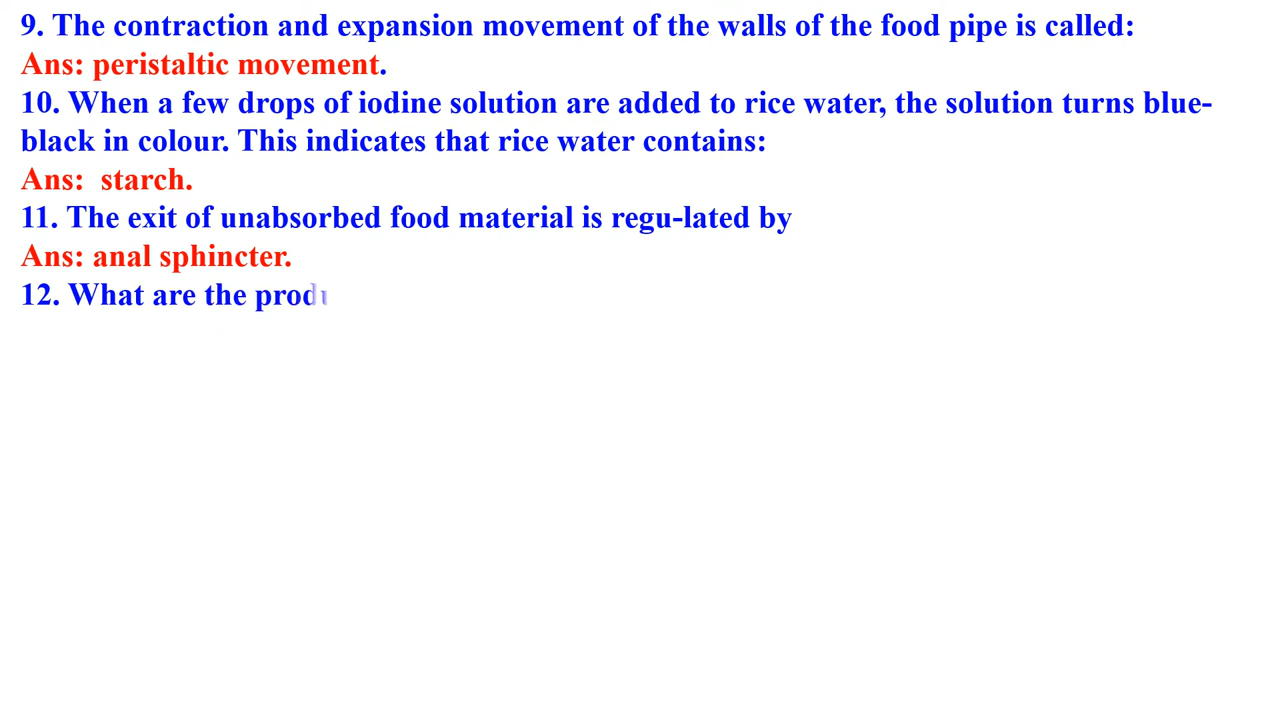 9. The contraction and expansion movement of the walls of the food pipe is called:
Ans: peristaltic movement.
10. When a few drops of iodine solution are added to rice water, the solution turns blue-
black in colour. This indicates that rice water contains:
Ans:  starch.
11. The exit of unabsorbed food material is regu-lated by
Ans: anal sphincter.
12. What are the produ